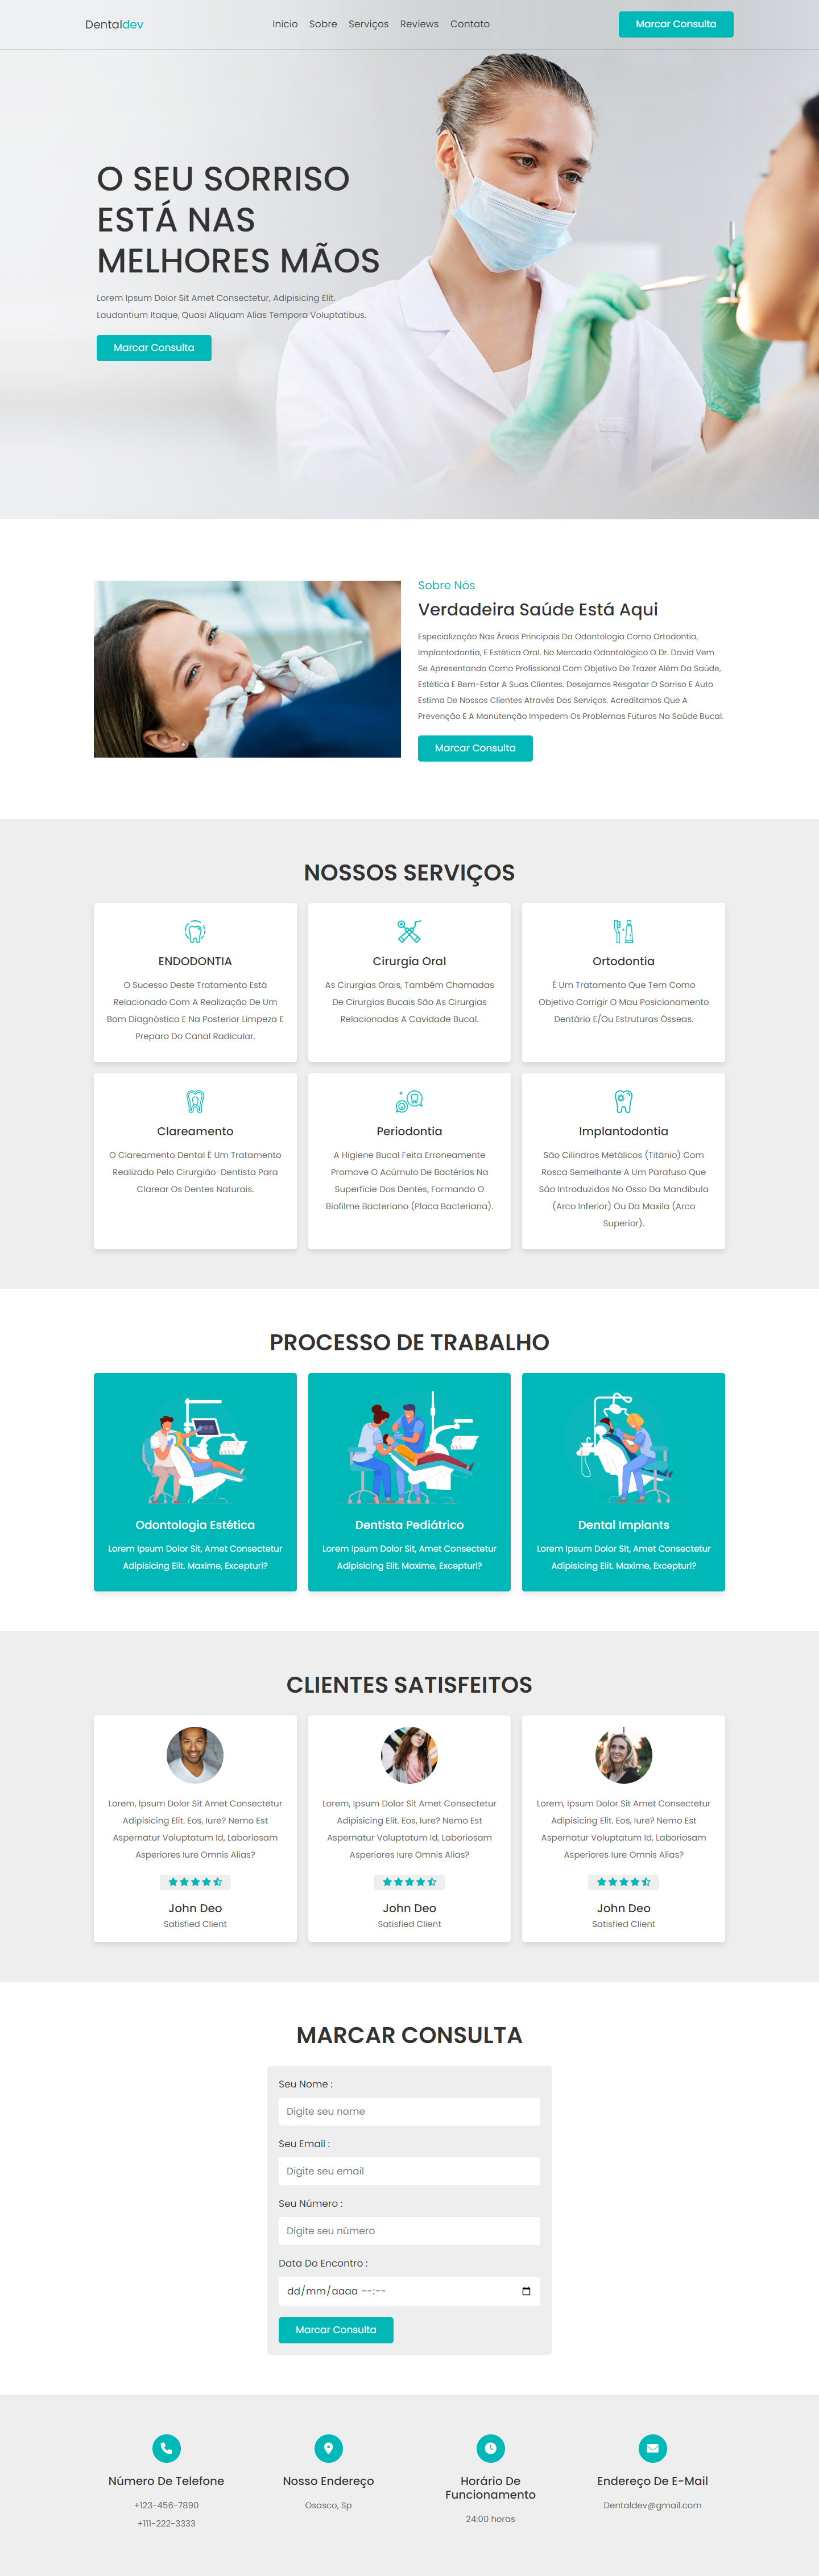 Dentaldev
Início Sobre Serviços Reviews Contato
Marcar Consulta
O SEU SORRISO
ESTÁ NAS
MELHORES MÃOS
Lorem Ipsum Dolor Sit Amet Consectetur, Adipisicing Elit.
Laudantium Itaque, Quasi Aliquam Alias Tempora Voluptatibus.
Marcar Consulta
Sobre Nós
Verdadeira Saúde Está Aqui
Especialização Nas Áreas Principais Da Odontologia Como Ortodontia,
Implantodontia, E Estética Oral. No Mercado Odontológico O Dr. David Vem
Se Apresentando Como Profissional Com Objetivo De Trazer Além Da Saúde,
Estética E Bem-Estar A Suas Clientes. Desejamos Resgatar O Sorriso E Auto
Estima De Nossos Clientes Através Dos Serviços. Acreditamos Que A
Prevenção E A Manutenção Impedem Os Problemas Futuros Na Saúde Bucal.
Marcar Consulta
NOSSOS SERVIÇOS
ENDODONTIA
O Sucesso Deste Tratamento Está
Relacionado Com A Realização De Um
Bom Diagnóstico E Na Posterior Limpeza E
Preparo Do Canal Radicular.
Cirurgia Oral
As Cirurgias Orais, Também Chamadas
De Cirurgias Bucais São As Cirurgias
Relacionadas A Cavidade Bucal.
Ortodontia
É Um Tratamento Que Tem Como
Objetivo Corrigir O Mau Posicionamento
Dentário E/Ou Estruturas Ósseas.
Clareamento
O Clareamento Dental É Um Tratamento
Realizado Pelo Cirurgião-Dentista Para
Clarear Os Dentes Naturais.
Periodontia
A Higiene Bucal Feita Erroneamente
Promove O Acúmulo De Bactérias Na
Superfície Dos Dentes, Formando O
Biofilme Bacteriano (Placa Bacteriana).
Implantodontia
São Cilindros Metálicos (Titânio) Com
Rosca Semelhante A Um Parafuso Que
São Introduzidos No Osso Da Mandíbula
(Arco Inferior) Ou Da Maxila (Arco
Superior).
PROCESSO DE TRABALHO
Odontologia Estética
Lorem Ipsum Dolor Sit, Amet Consectetur
Adipisicing Elit. Maxime, Excepturi?
Dentista Pediátrico
Lorem Ipsum Dolor Sit, Amet Consectetur
Adipisicing Elit. Maxime, Excepturi?
Dental Implants
Lorem Ipsum Dolor Sit, Amet Consectetur
Adipisicing Elit. Maxime, Excepturi?
CLIENTES SATISFEITOS
Lorem, Ipsum Dolor Sit Amet Consectetur
Adipisicing Elit. Eos, Iure? Nemo Est
Aspernatur Voluptatum Id, Laboriosam
Asperiores Iure Omnis Alias?
John Deo
Satisfied Client
Lorem, Ipsum Dolor Sit Amet Consectetur
Adipisicing Elit. Eos, Iure? Nemo Est
Aspernatur Voluptatum Id, Laboriosam
Asperiores Iure Omnis Alias?
John Deo
Satisfied Client
Lorem, Ipsum Dolor Sit Amet Consectetur
Adipisicing Elit. Eos, Iure? Nemo Est
Aspernatur Voluptatum Id, Laboriosam
Asperiores Iure Omnis Alias?
John Deo
Satisfied Client
MARCAR CONSULTA
Seu Nome :
Digite seu nome
Seu Email :
Digite seu email
Seu Número :
Digite seu número
Data Do Encontro :
dd/mm/aaaa --:--
Marcar Consulta
Número De Telefone
+123-456-7890
+111-222-3333
Nosso Endereço
Osasco, Sp
Horário De
Funcionamento
24:00 horas
Endereço De E-Mail
Dentaldev@gmail.com